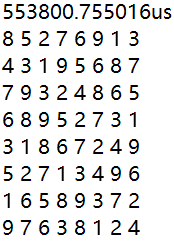 553800.755016us
8 5 2 7 6 9 1 3
4 3 1 9 5 6 8 7
7 9 3 2 4 8 6 5
6 8 9 5 2 7 3 1
3 1 8 6 7 2 4 9
5 2 7 1 3 4 9 6
1 6 5 8 9 3 7 2
9 7 6 3 8 1 2 4